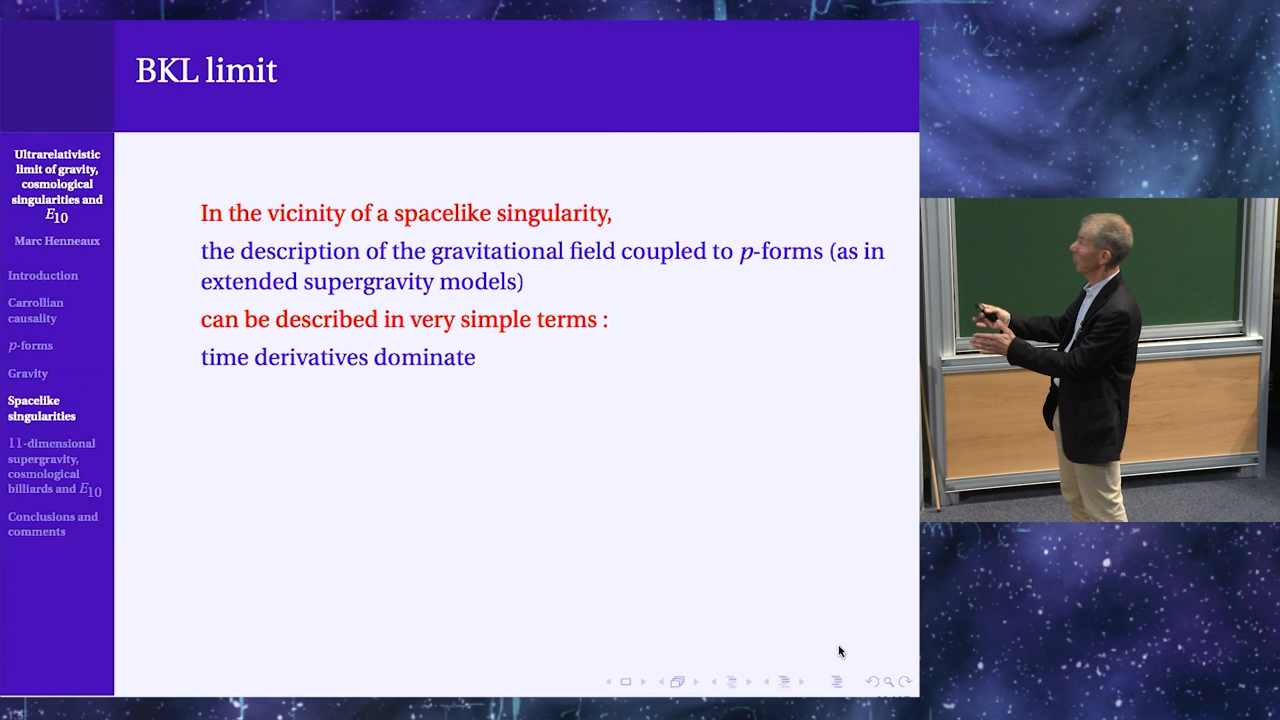 BKL limit
Ultrarelativistic
limit of gravity,
cosmological
singularities and
E10
Marc Henneaux
Introduction
Carrollian
causality
p-forms
Gravity
Spacelike
singularities
11-dimensional
supergravity,
cosmological
billiards and E10
Conclusions and
comments
In the vicinity of a spacelike singularity,
the description of the gravitational field coupled to p-forms (as in
extended supergravity models)
can be described in very simple terms :
time derivatives dominate